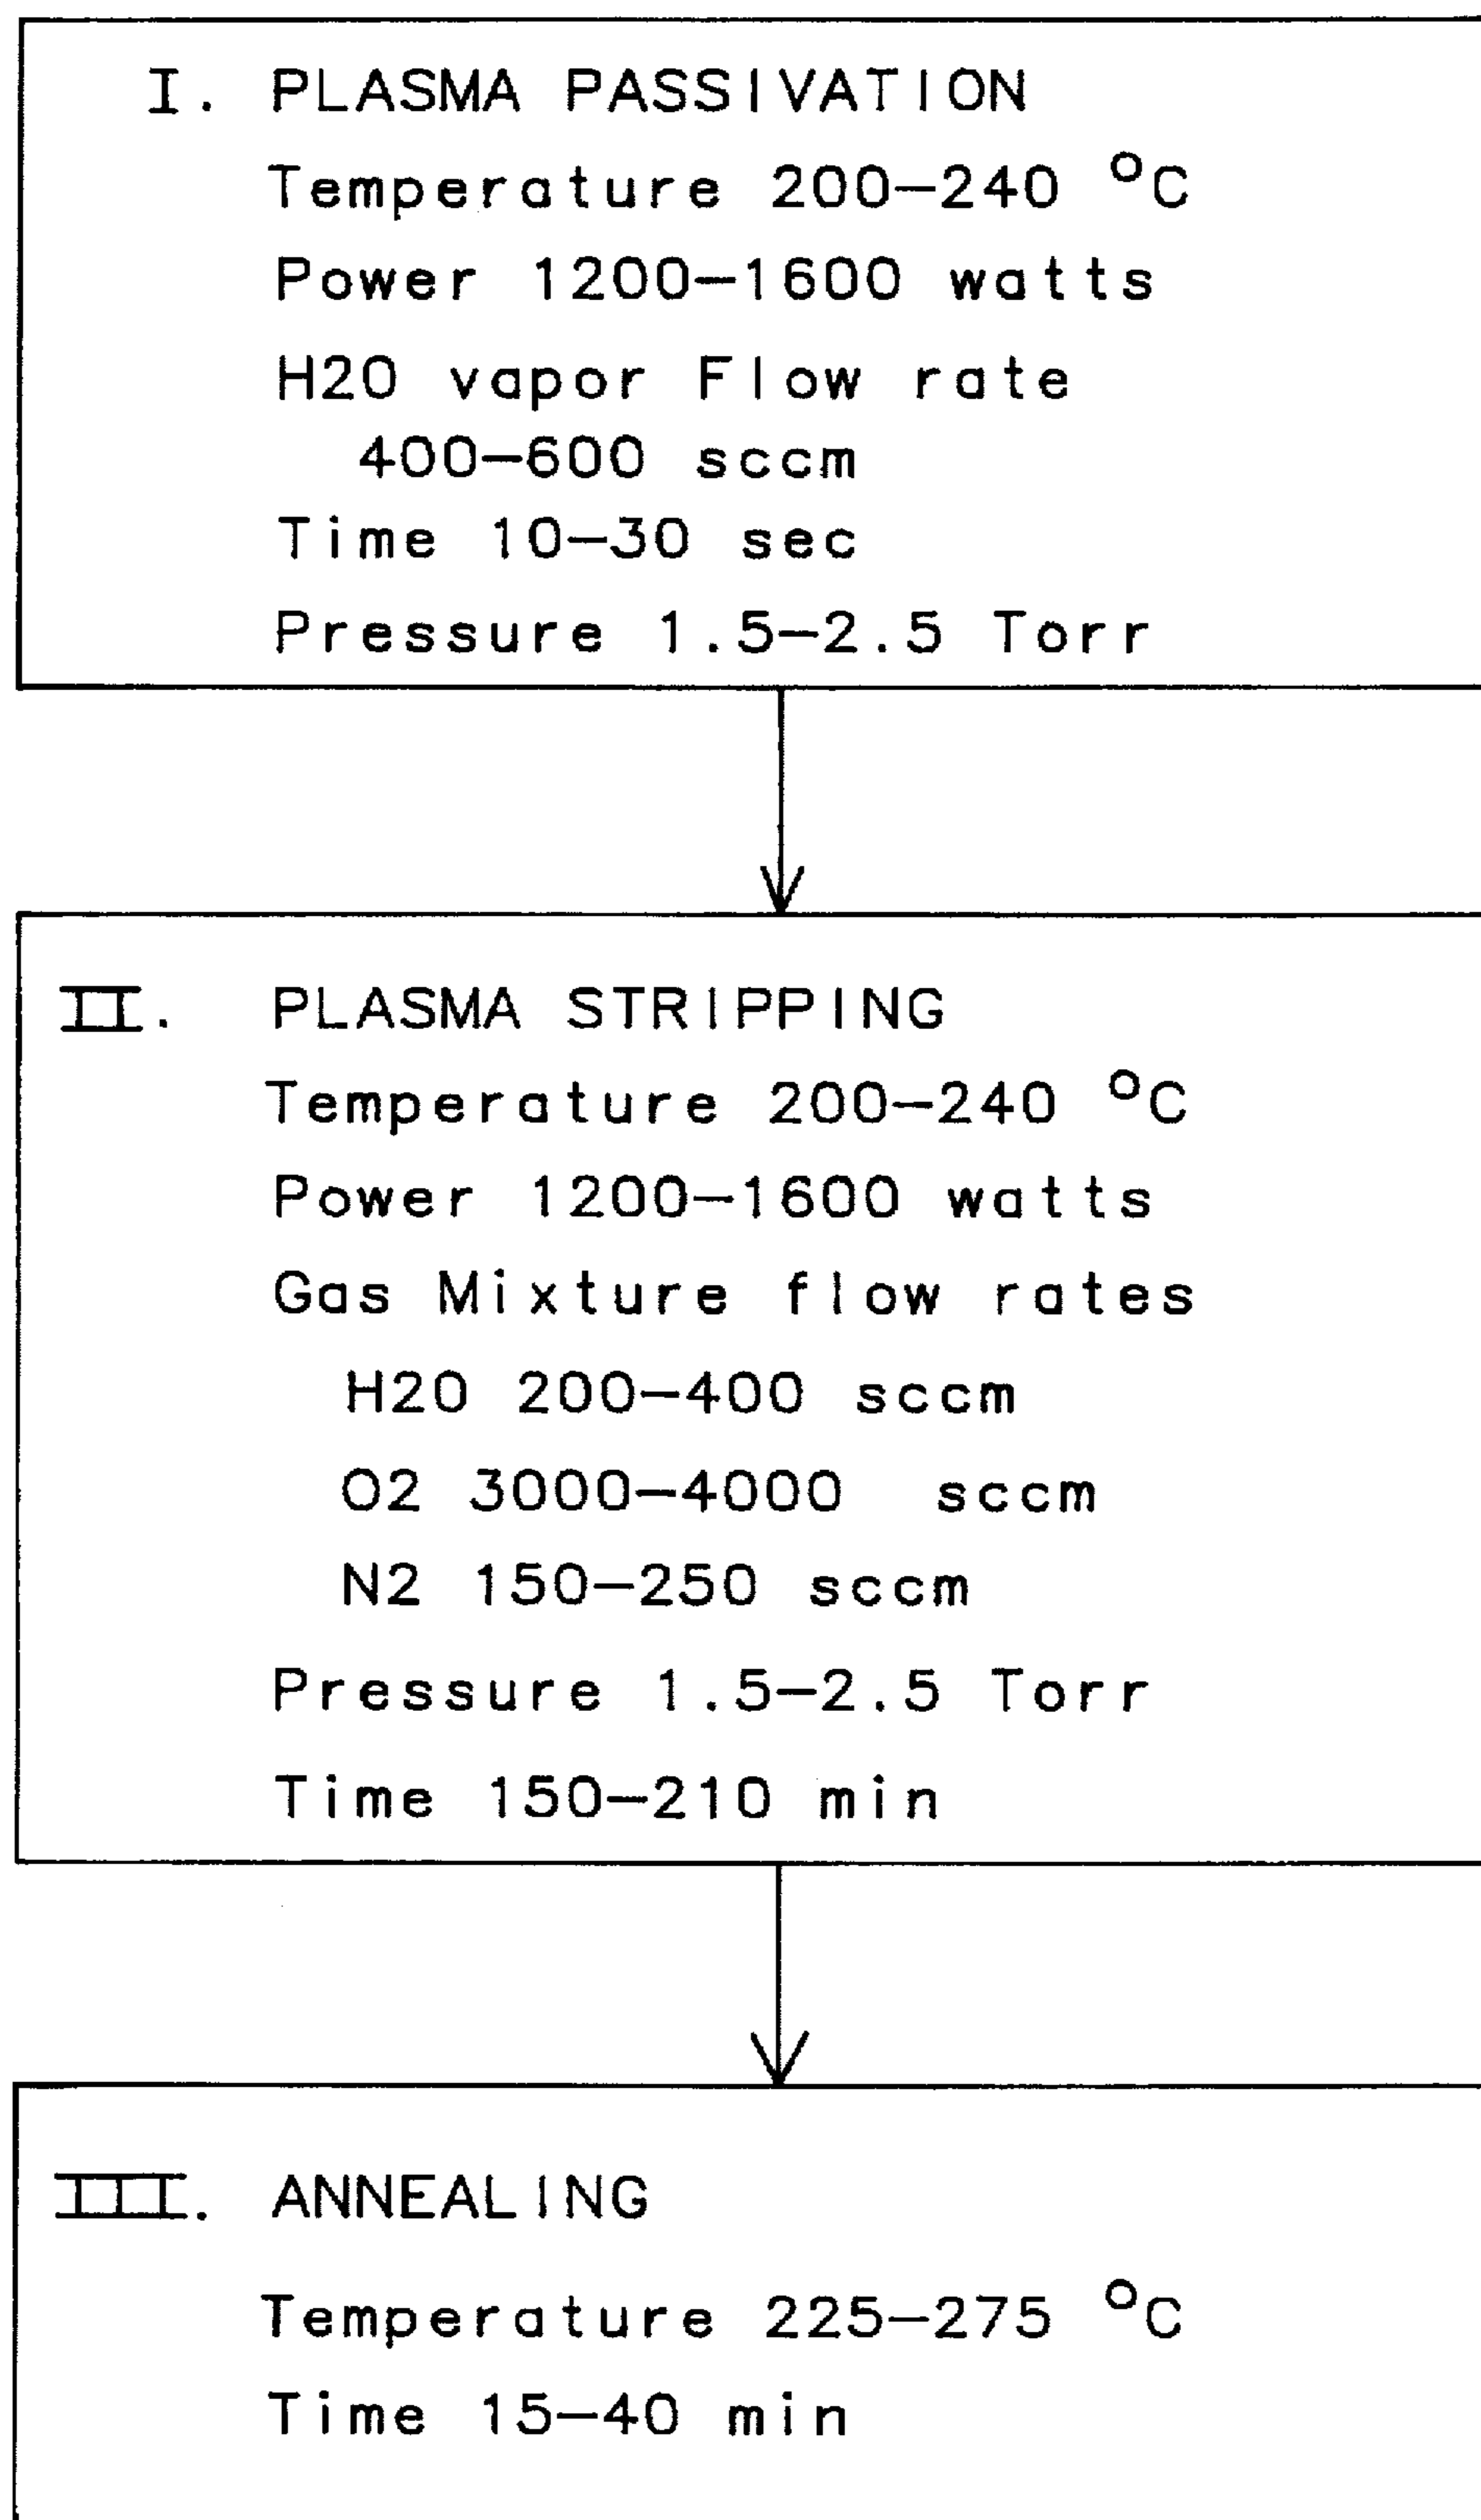 I. PLASMA PASSIVATION
Temperature 200-240 °C
Power 1200-1600 watts
H2O vapor Flow rate
400-600 sccm
Time 10-30 sec
Pressure 1.5-2.5 Torr
II. PLASMA STRIPPING
Temperature 200-240 °C
Power 1200-1600 watts
Gas Mixture flow rates
H2O 200-400 sccm
O2 3000-4000 sccm
N2 150-250 sccm
Pressure 1.5-2.5 Torr
Time 150-210 min
III. ANNEALING
Temperature 225-275 °C
Time 15-40 min